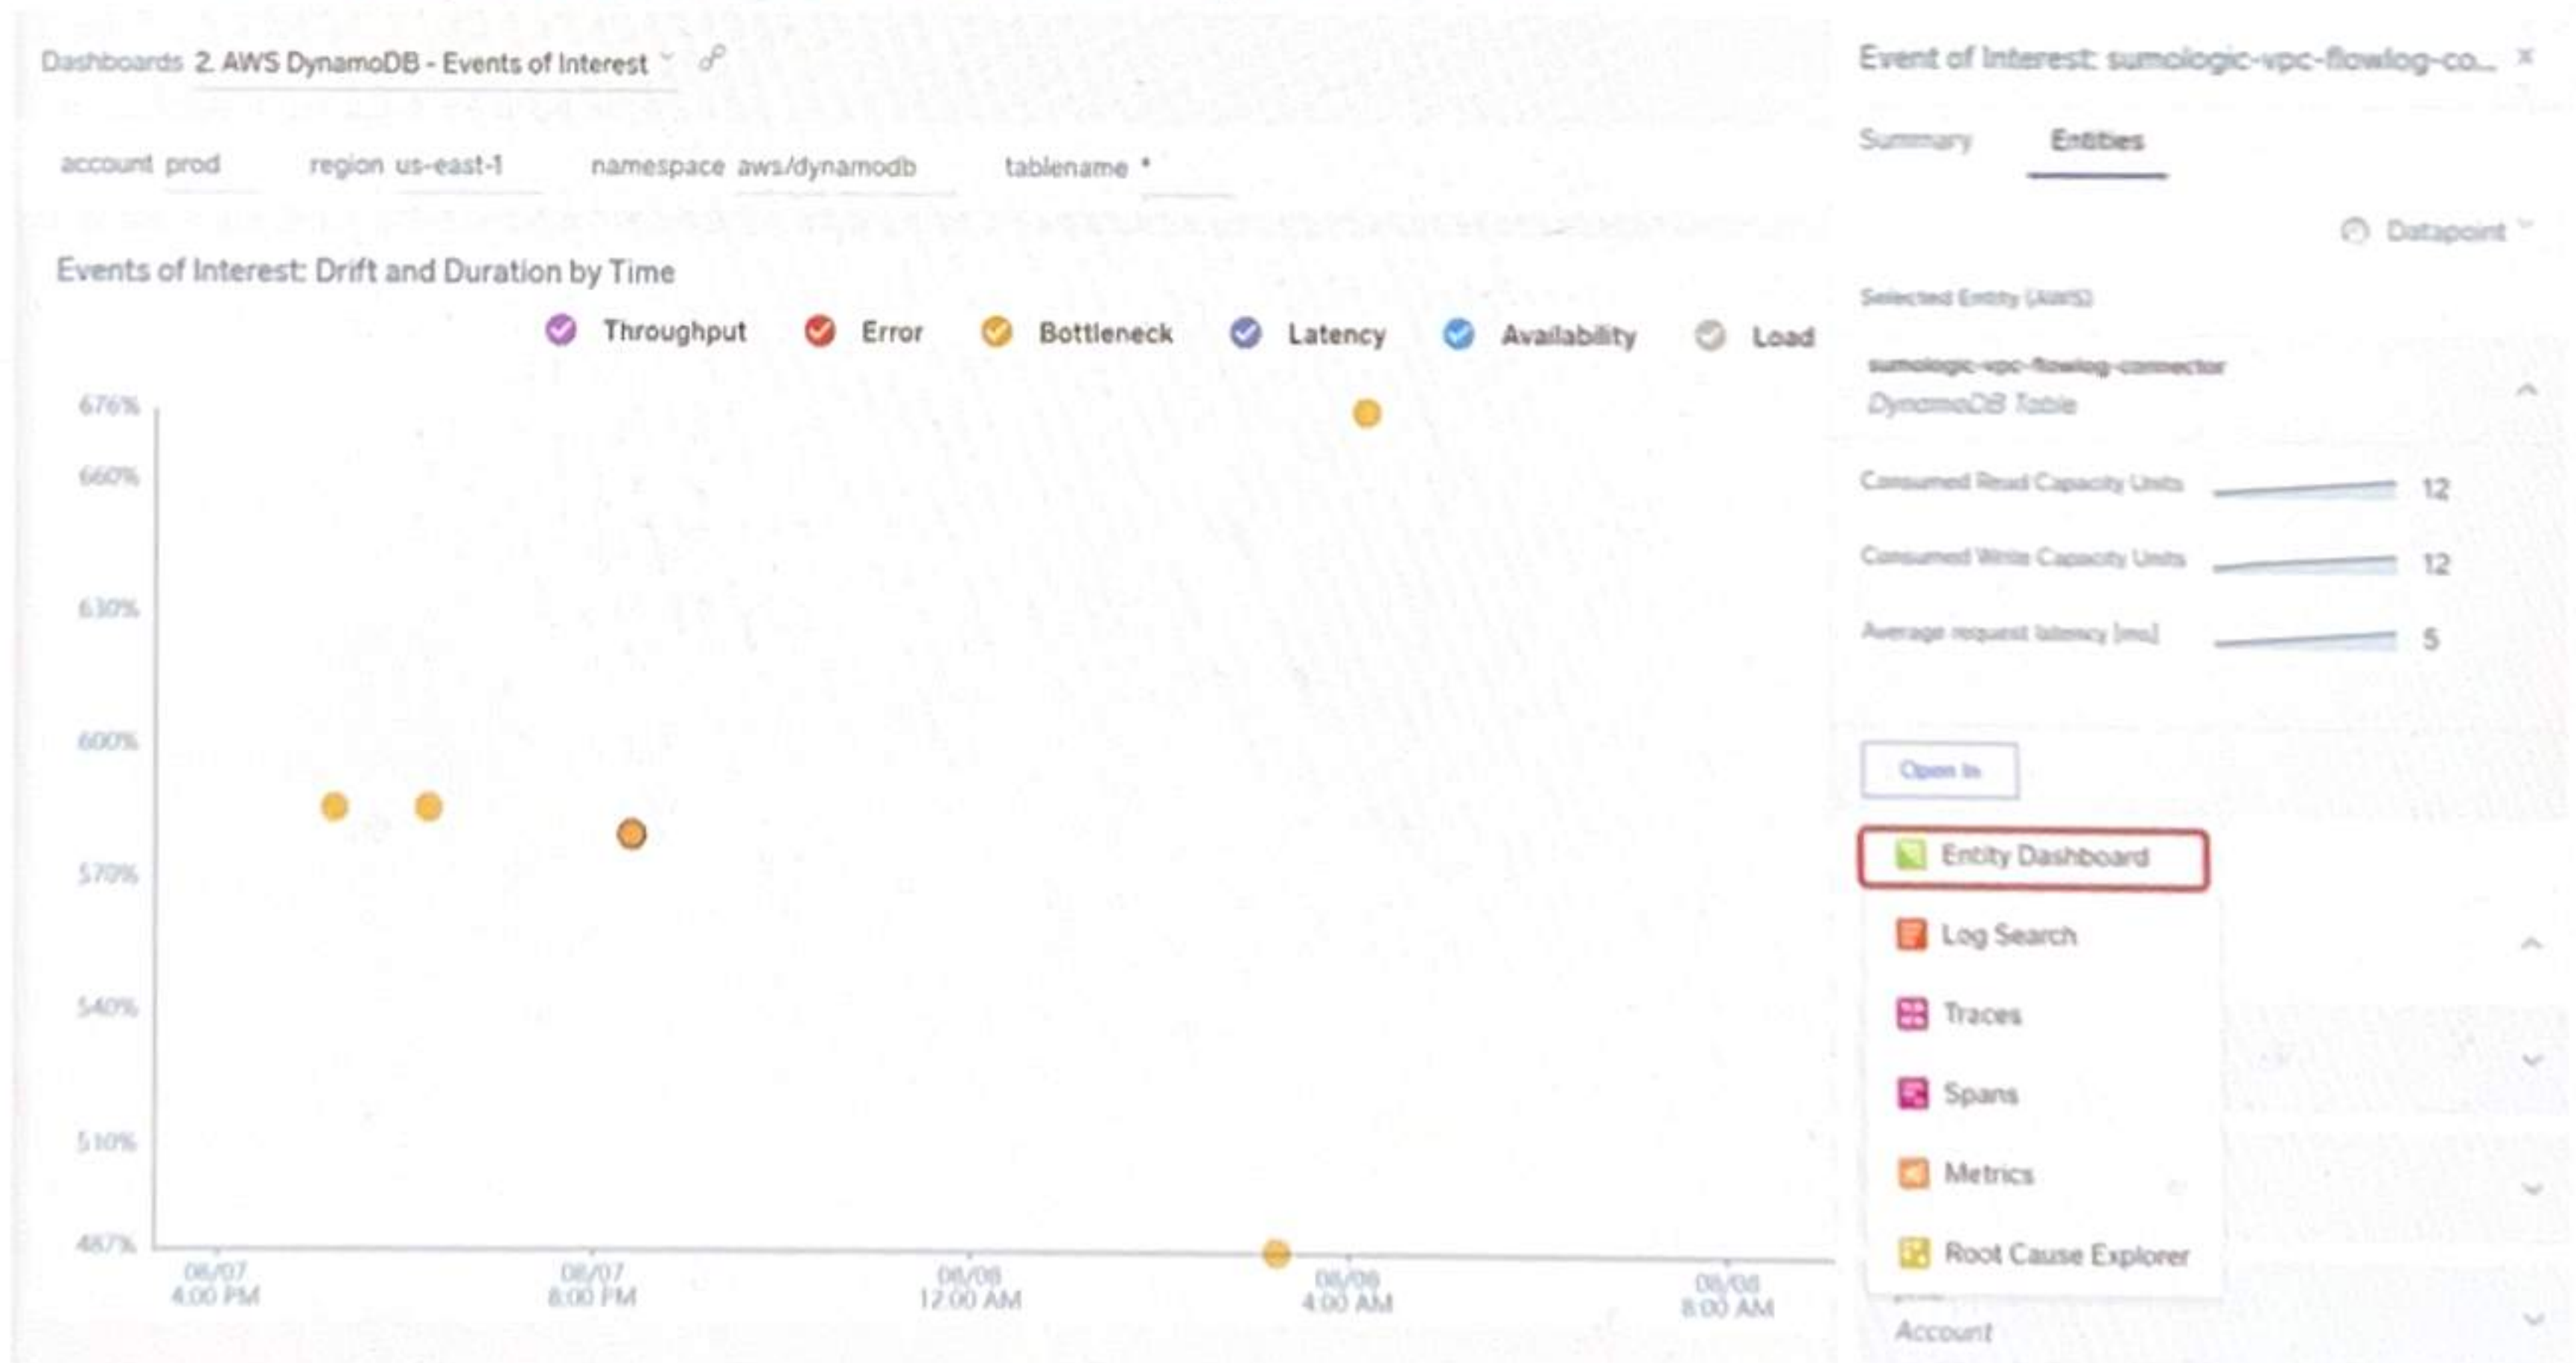 Dashboards 2. AWS DynamoDB - Events of Interest
account prod region us-east-1 namespace aws/dynamodb tablename *
Events of Interest: Drift and Duration by Time
Throughput Error Bottleneck Latency Availability Load
676%
660%
630%
600%
570%
540%
510%
487%
08/07
4:00 PM
08/07
8:00 PM
08/08
12:00 AM
08/08
4:00 AM
08/08
8:00 AM
Event of Interest: sumologic-vpc-flowlog-co...
Summary Entities
Datapoint
Selected Entity (AWS)
sumologic-vpc-flowlog-connector
DynamoDB Table
Consumed Read Capacity Units 12
Consumed Write Capacity Units 12
Average request latency [ms] 5
Open In
Entity Dashboard
Log Search
Traces
Spans
Metrics
Root Cause Explorer
Account